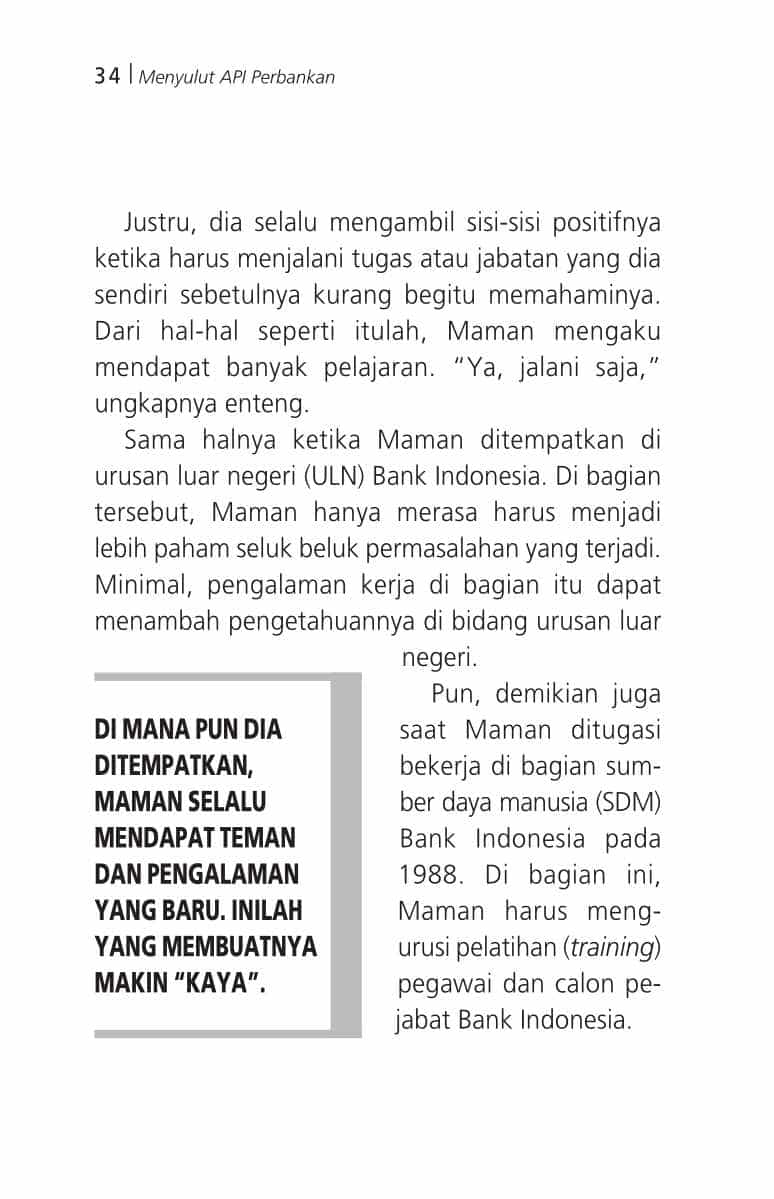 34 | Menyulut API Perbankan
Justru, dia selalu mengambil sisi-sisi positifnya
ketika harus menjalani tugas atau jabatan yang dia
sendiri sebetulnya kurang begitu memahaminya.
Dari hal-hal seperti itulah, Maman mengaku
mendapat banyak pelajaran. “Ya, jalani saja,”
ungkapnya enteng.
Sama halnya ketika Maman ditempatkan di
urusan luar negeri (ULN) Bank Indonesia. Di bagian
tersebut, Maman hanya merasa harus menjadi
lebih paham seluk beluk permasalahan yang terjadi.
Minimal, pengalaman kerja di bagian itu dapat
menambah pengetahuannya di bidang urusan luar
negeri.
Pun, demikian juga
saat Maman ditugasi
bekerja di bagian sum-
ber daya manusia (SDM)
Bank Indonesia pada
1988. Di bagian ini,
Maman harus meng-
urusi pelatihan (training)
pegawai dan calon pe-
jabat Bank Indonesia.
DI MANA PUN DIA
DITEMPATKAN,
MAMAN SELALU
MENDAPAT TEMAN
DAN PENGALAMAN
YANG BARU. INILAH
YANG MEMBUATNYA
MAKIN “KAYA”.